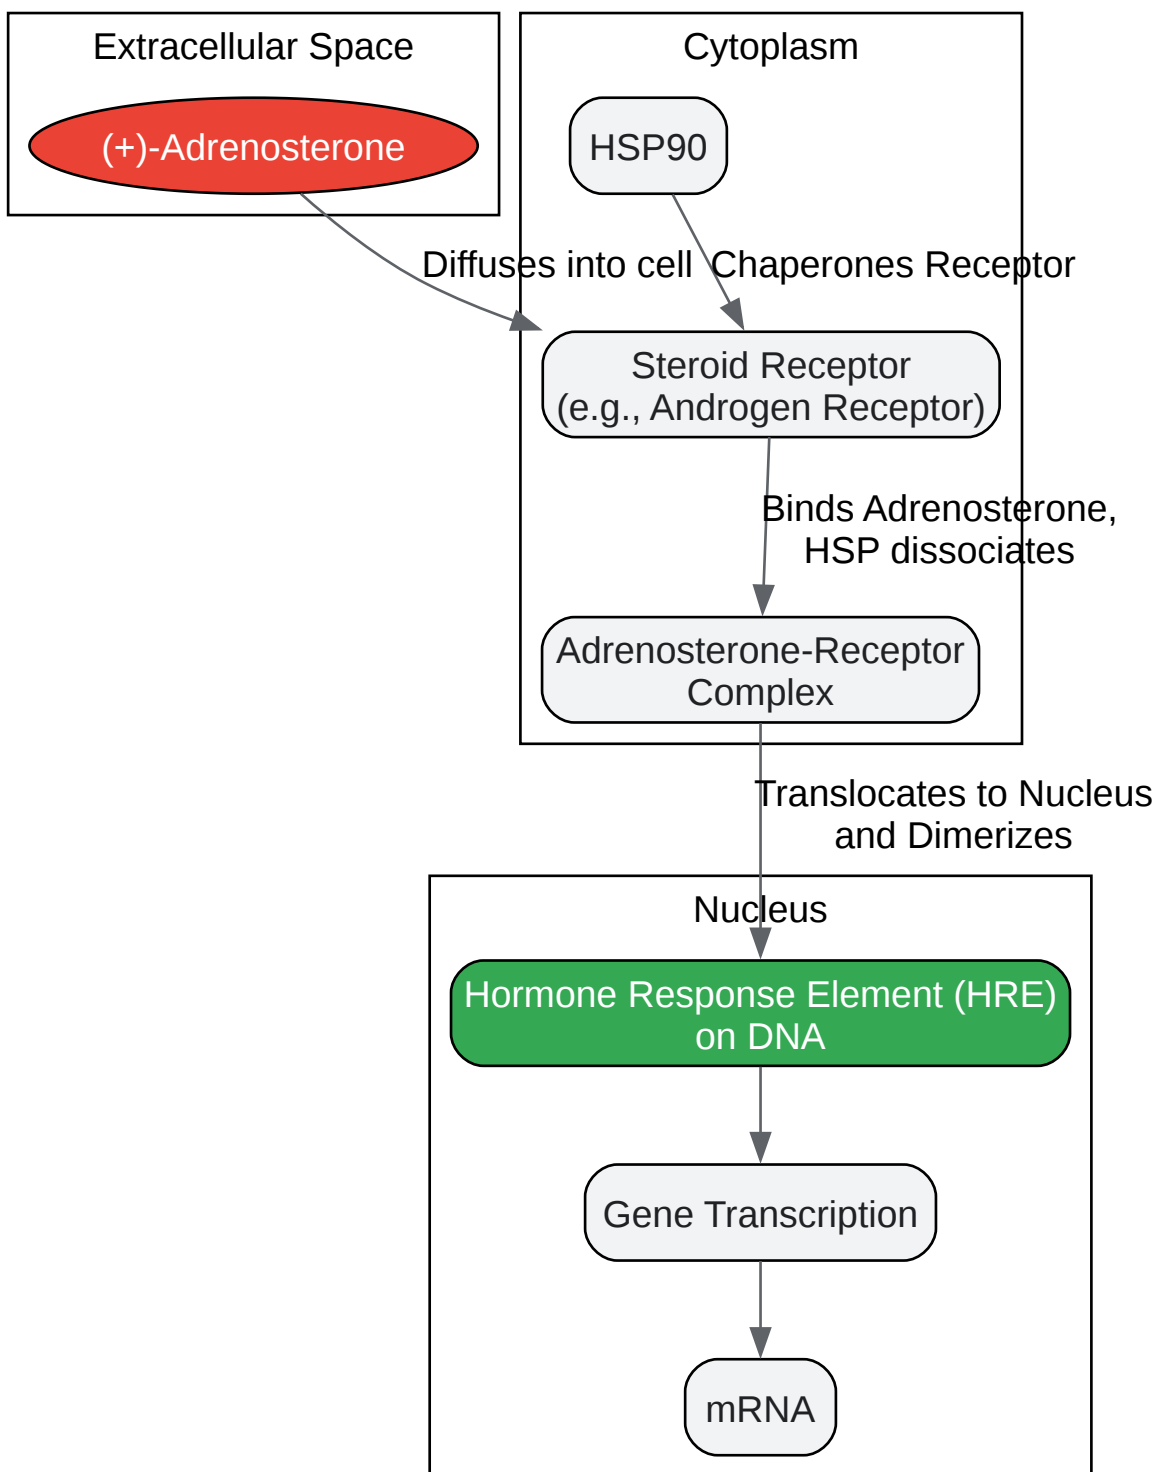 Extracellular Space
(+)-Adrenosterone
Cytoplasm
HSP90
Diffuses into cell
Chaperones Receptor
Steroid Receptor
(e.g., Androgen Receptor)
Binds Adrenosterone,
HSP dissociates
Adrenosterone-Receptor
Complex
Translocates to Nucleus
and Dimerizes
Nucleus
Hormone Response Element (HRE)
on DNA
Gene Transcription
mRNA